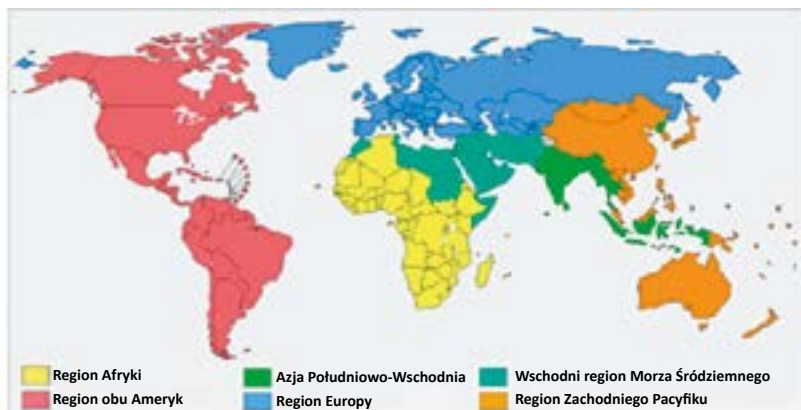 Region Afryki
Azja Południowo-Wschodnia
Wschodni region Morza Śródziemnego
Region obu Ameryk
Region Europy
Region Zachodniego Pacyfiku